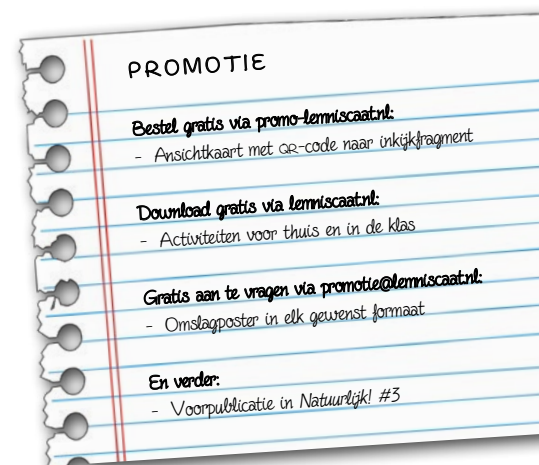 PROMOTIE
Bestel gratis via promo-lemniscaat.nl:
- Ansichtkaart met QR-code naar inkijkfragment
Download gratis via lemniscaat.nl:
- Activiteiten voor thuis en in de klas
Gratis aan te vragen via promotie@lemniscaat.nl:
- Omslagposter in elk gewenst formaat
En verder:
- Voorpublicatie in Natuurlijk! #3